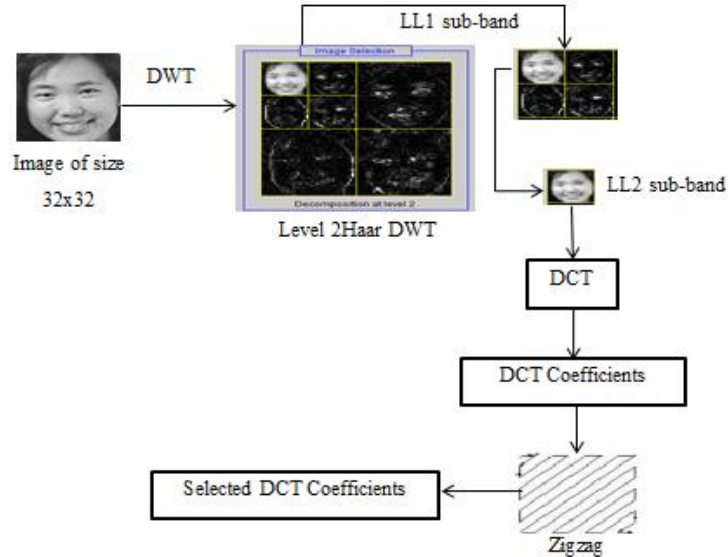 LL1 sub-band
DWT
Image Selection
Image of size
32x32
Decomposition at level 2
Level 2Haar DWT
LL2 sub-band
DCT
DCT Coefficients
Selected DCT Coefficients
Zigzag